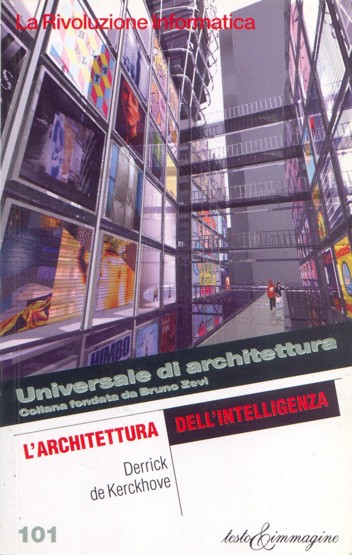 La Rivoluzione Informatica
HIMBO
Universale di architettura
Collana fondata da Bruno Zevi
L'ARCHITETTURA
DELL'INTELLIGENZA
Derrick
de Kerckhove
101
testo&immagine